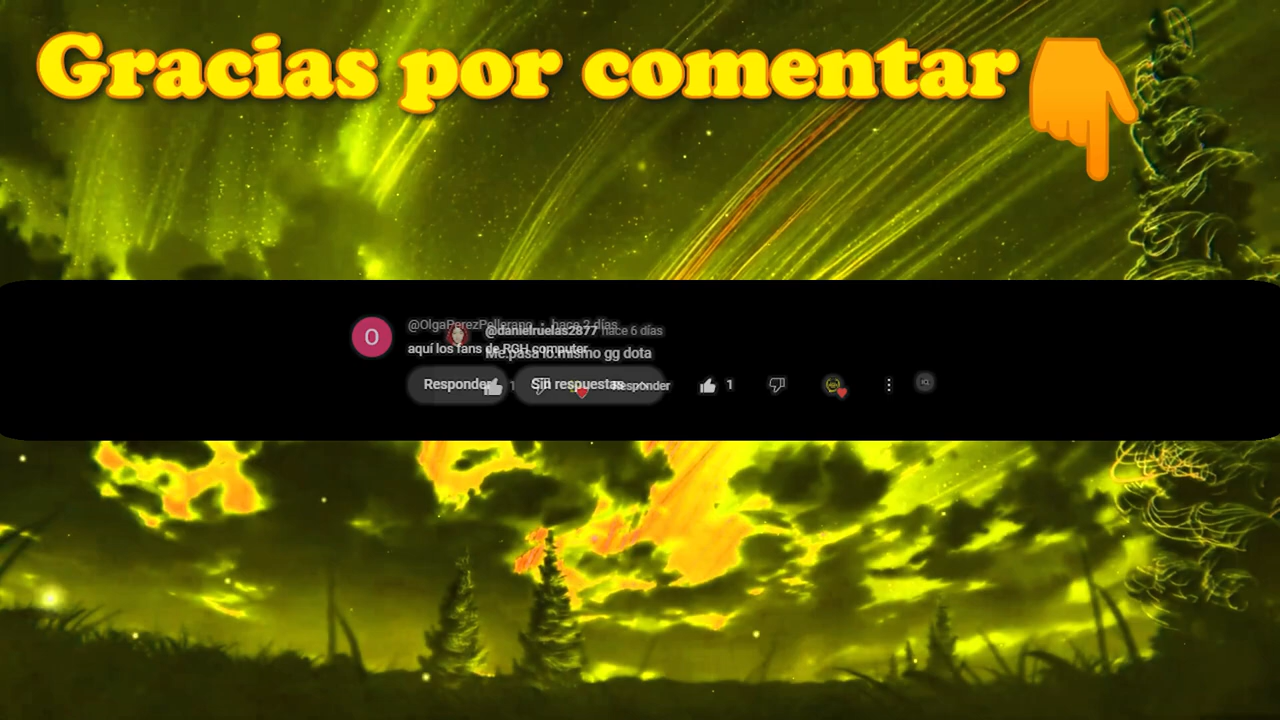 Gracias por comentar
O
@OlgaPerezPellerano · hace 2 días
@danielruelas2877 hace 6 días
aquí los fans de RGH computer
Me pasa lo mismo gg dota
Responder
Sin respuestas
1
Responder
1